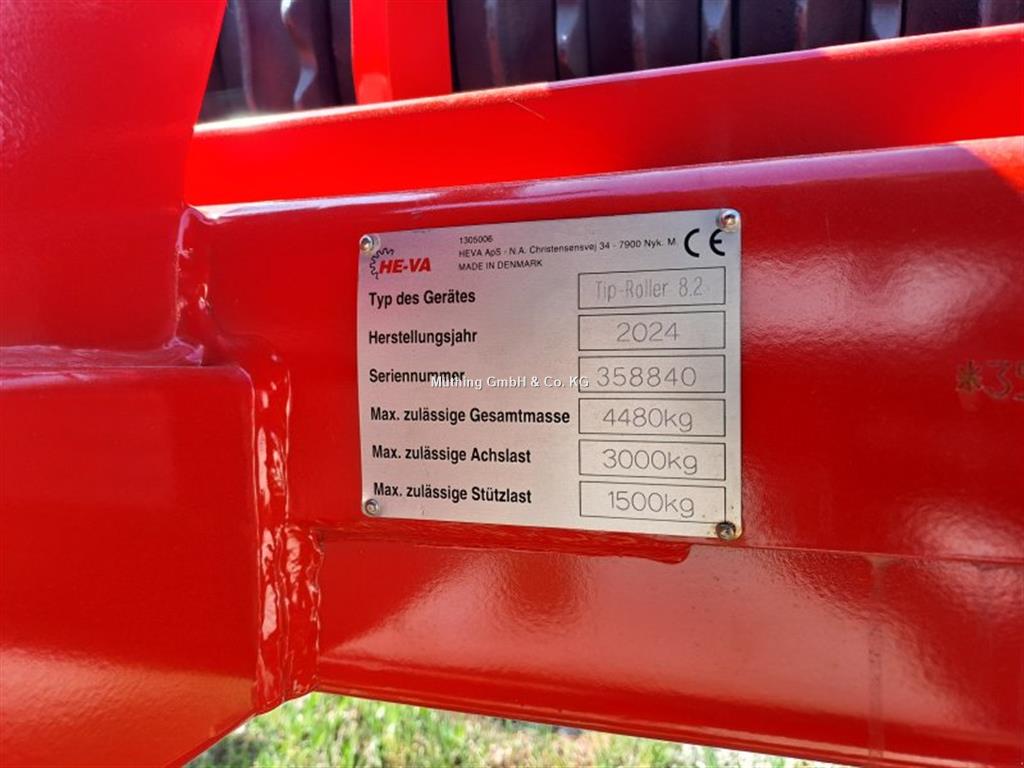 1305006
HEVA ApS - N.A. Christensensvej 34 - 7900 Nyk. M.
MADE IN DENMARK
CE
HE-VA
Typ des Gerätes Tip-Roller 8.2
Herstellungsjahr 2024
Seriennummer 358840
Müthing GmbH & Co. KG
Max. zulässige Gesamtmasse 4480kg
Max. zulässige Achslast 3000kg
Max. zulässige Stützlast 1500kg